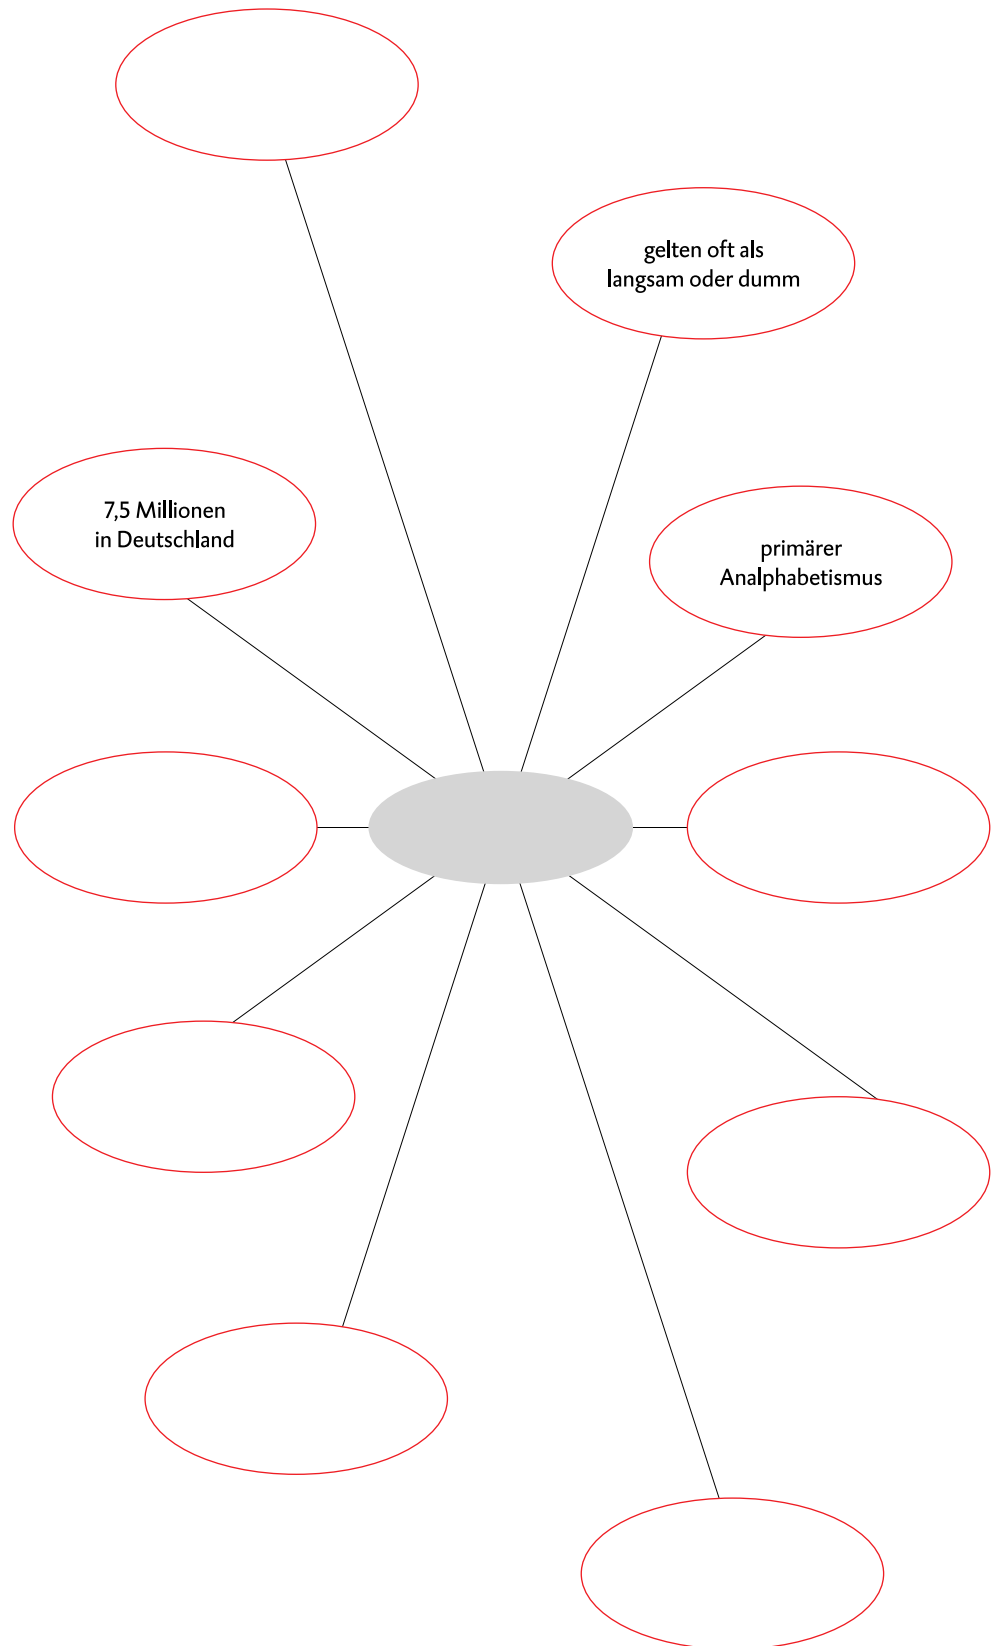 gelten oft als
langsam oder dumm
7,5 Millionen
in Deutschland
primärer
Analphabetismus